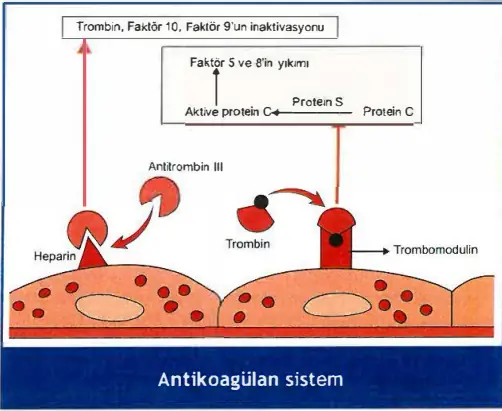 Trombin, Faktör 10, Faktör 9'un inaktivasyonu
Faktör 5 ve 8'in yıkımı
Protein S
Aktive protein C
Protein C
Antitrombin III
Heparin
Trombin
Trombomodulin
Antikoagülan sistem